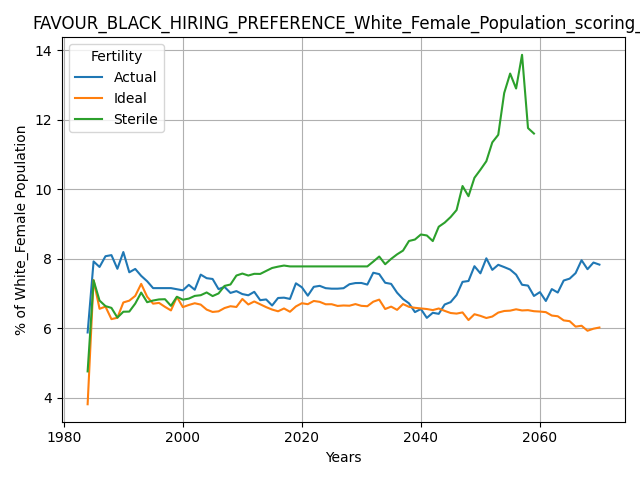 FAVOUR_BLACK_HIRING_PREFERENCE_White_Female_Population_scoring_
Fertility
Actual
Ideal
Sterile
% of White_Female Population
14
12
10
8
6
4
1980
2000
2020
2040
2060
Years